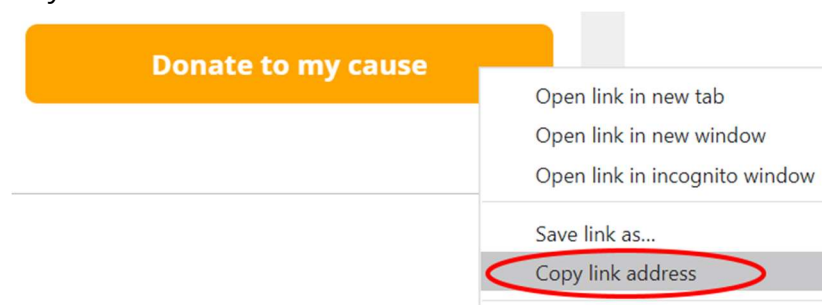 Donate to my cause
Open link in new tab
Open link in new window
Open link in incognito window
Save link as...
Copy link address